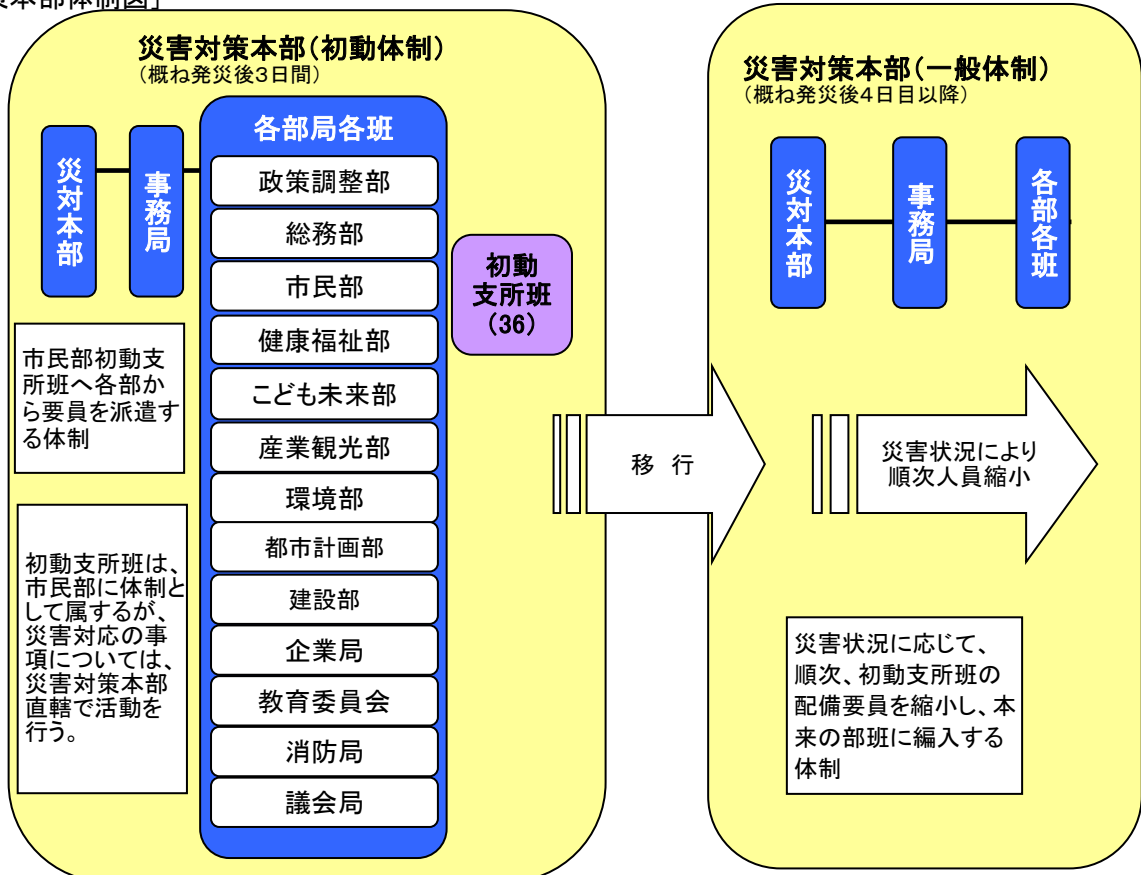 本部体制図」
災害対策本部（初動体制）
（概ね発災後３日間）
災対本部
事務局
各部局各班
政策調整部
総務部
市民部
健康福祉部
こども未来部
産業観光部
環境部
都市計画部
建設部
企業局
教育委員会
消防局
議会局
初動
支所班
（36）
市民部初動支
所班へ各部か
ら要員を派遣す
る体制
初動支所班は、
市民部に体制と
して属するが、
災害対応の事
項については、
災害対策本部
直轄で活動を
行う。
移 行
災害対策本部（一般体制）
（概ね発災後４日目以降）
災対本部
事務局
各部各班
災害状況により
順次人員縮小
災害状況に応じて、
順次、初動支所班の
配備要員を縮小し、本
来の部班に編入する
体制